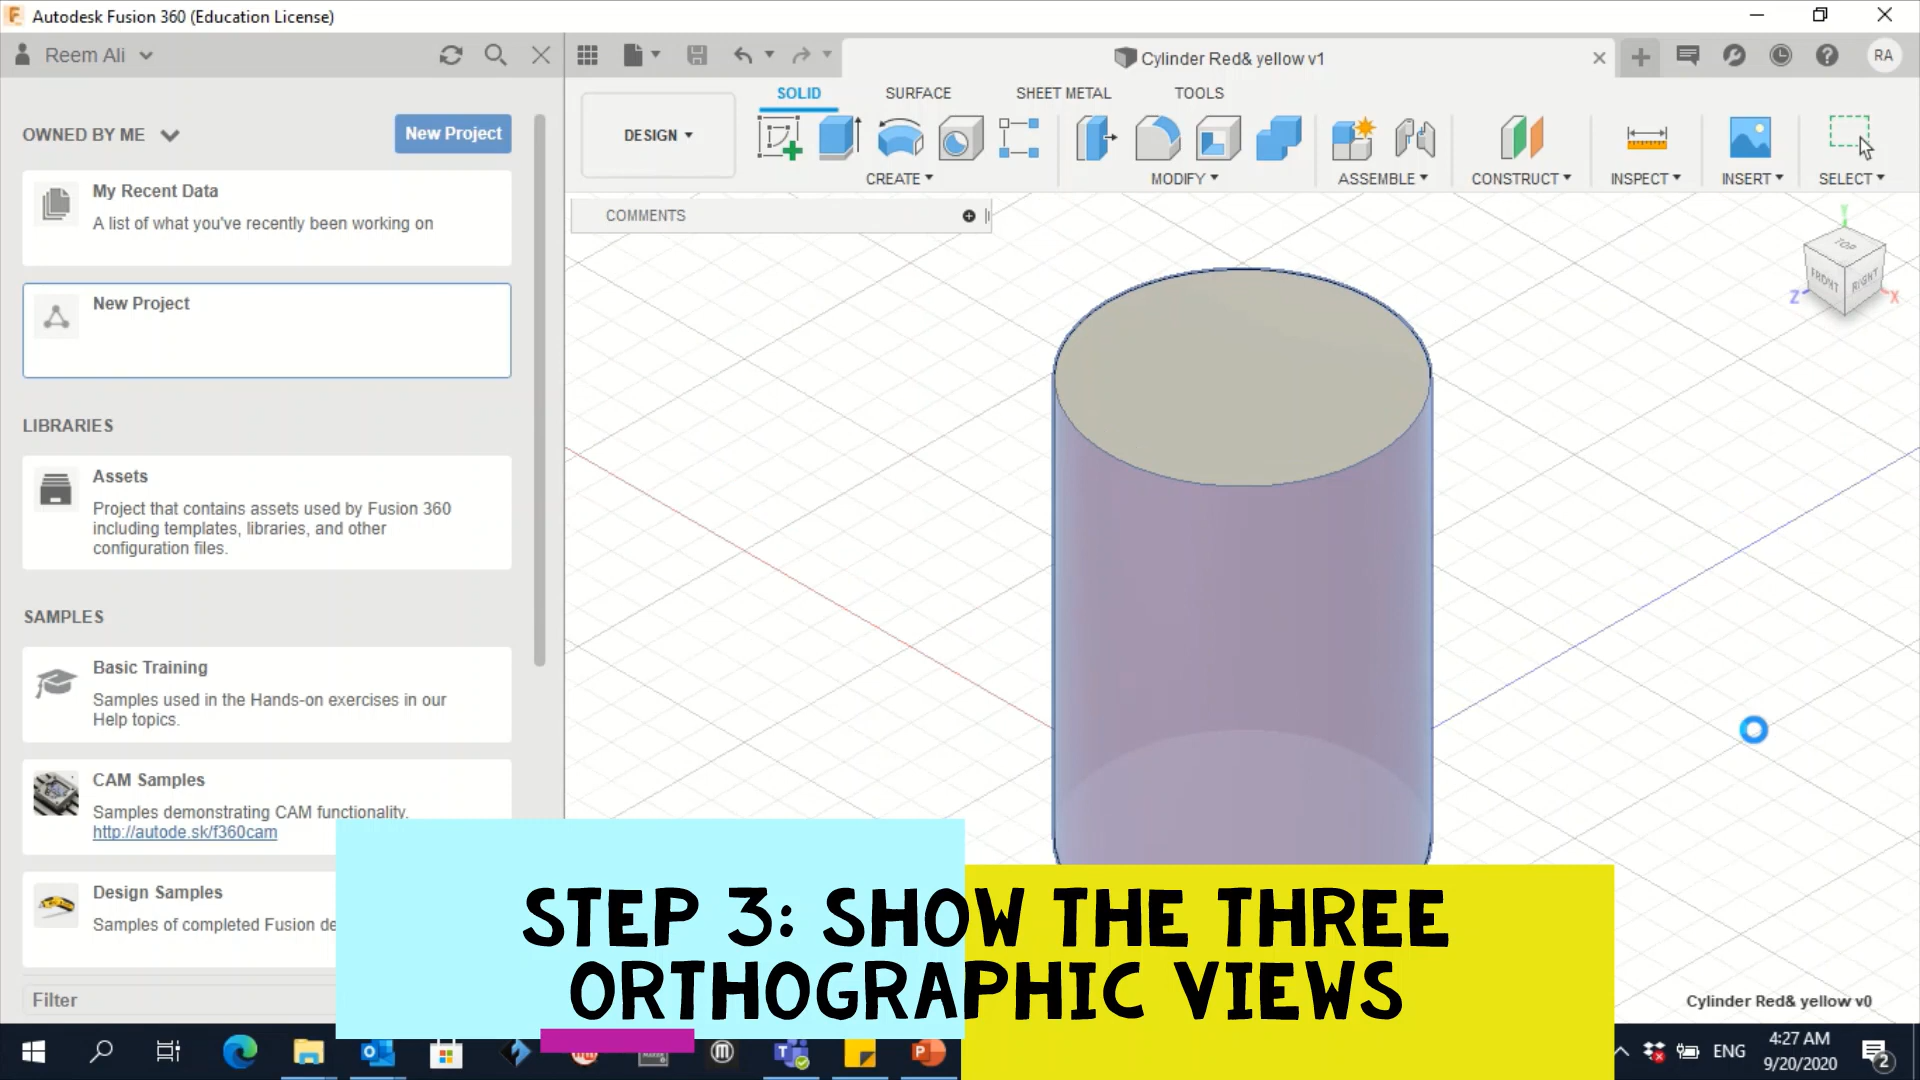 Autodesk Fusion 360 (Education License)
Reem Ali
Cylinder Red& yellow v1
RA
OWNED BY ME
New Project
My Recent Data
A list of what you've recently been working on
New Project
LIBRARIES
Assets
Project that contains assets used by Fusion 360
including templates, libraries, and other
configuration files.
SAMPLES
Basic Training
Samples used in the Hands-on exercises in our
Help topics.
CAM Samples
Samples demonstrating CAM functionality.
http://autode.sk/f360cam
Design Samples
Samples of completed Fusion de
Filter
DESIGN
SOLID
SURFACE
SHEET METAL
TOOLS
CREATE
MODIFY
ASSEMBLE
CONSTRUCT
INSPECT
INSERT
SELECT
COMMENTS
Y
TOP
FRONT
RIGHT
Z
X
STEP 3: SHOW THE THREE
ORTHOGRAPHIC VIEWS
Cylinder Red& yellow v0
ENG
4:27 AM
9/20/2020
2